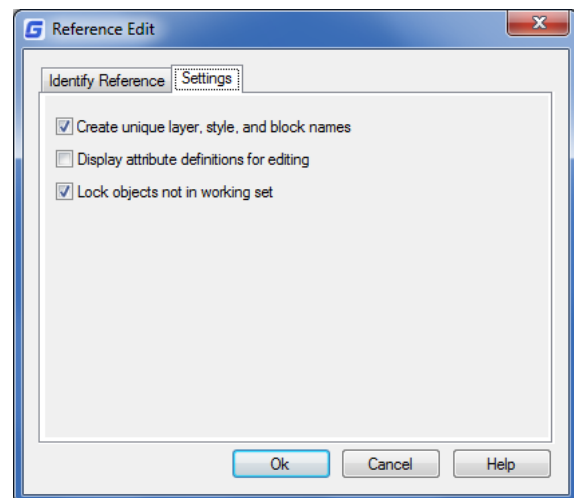 Reference Edit
Identify Reference Settings
Create unique layer, style, and block names
Display attribute definitions for editing
Lock objects not in working set
Ok Cancel Help